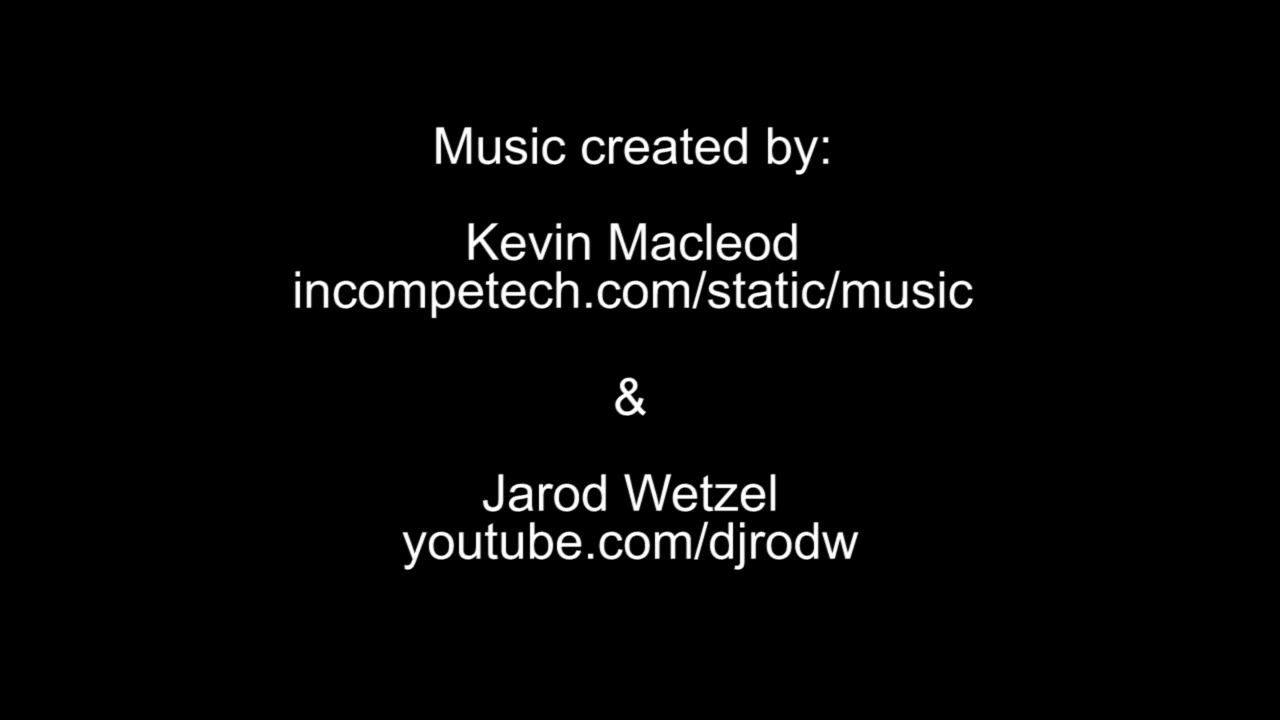 Music created by:
Kevin Macleod
incompetech.com/static/music
&
Jarod Wetzel
youtube.com/djrodw